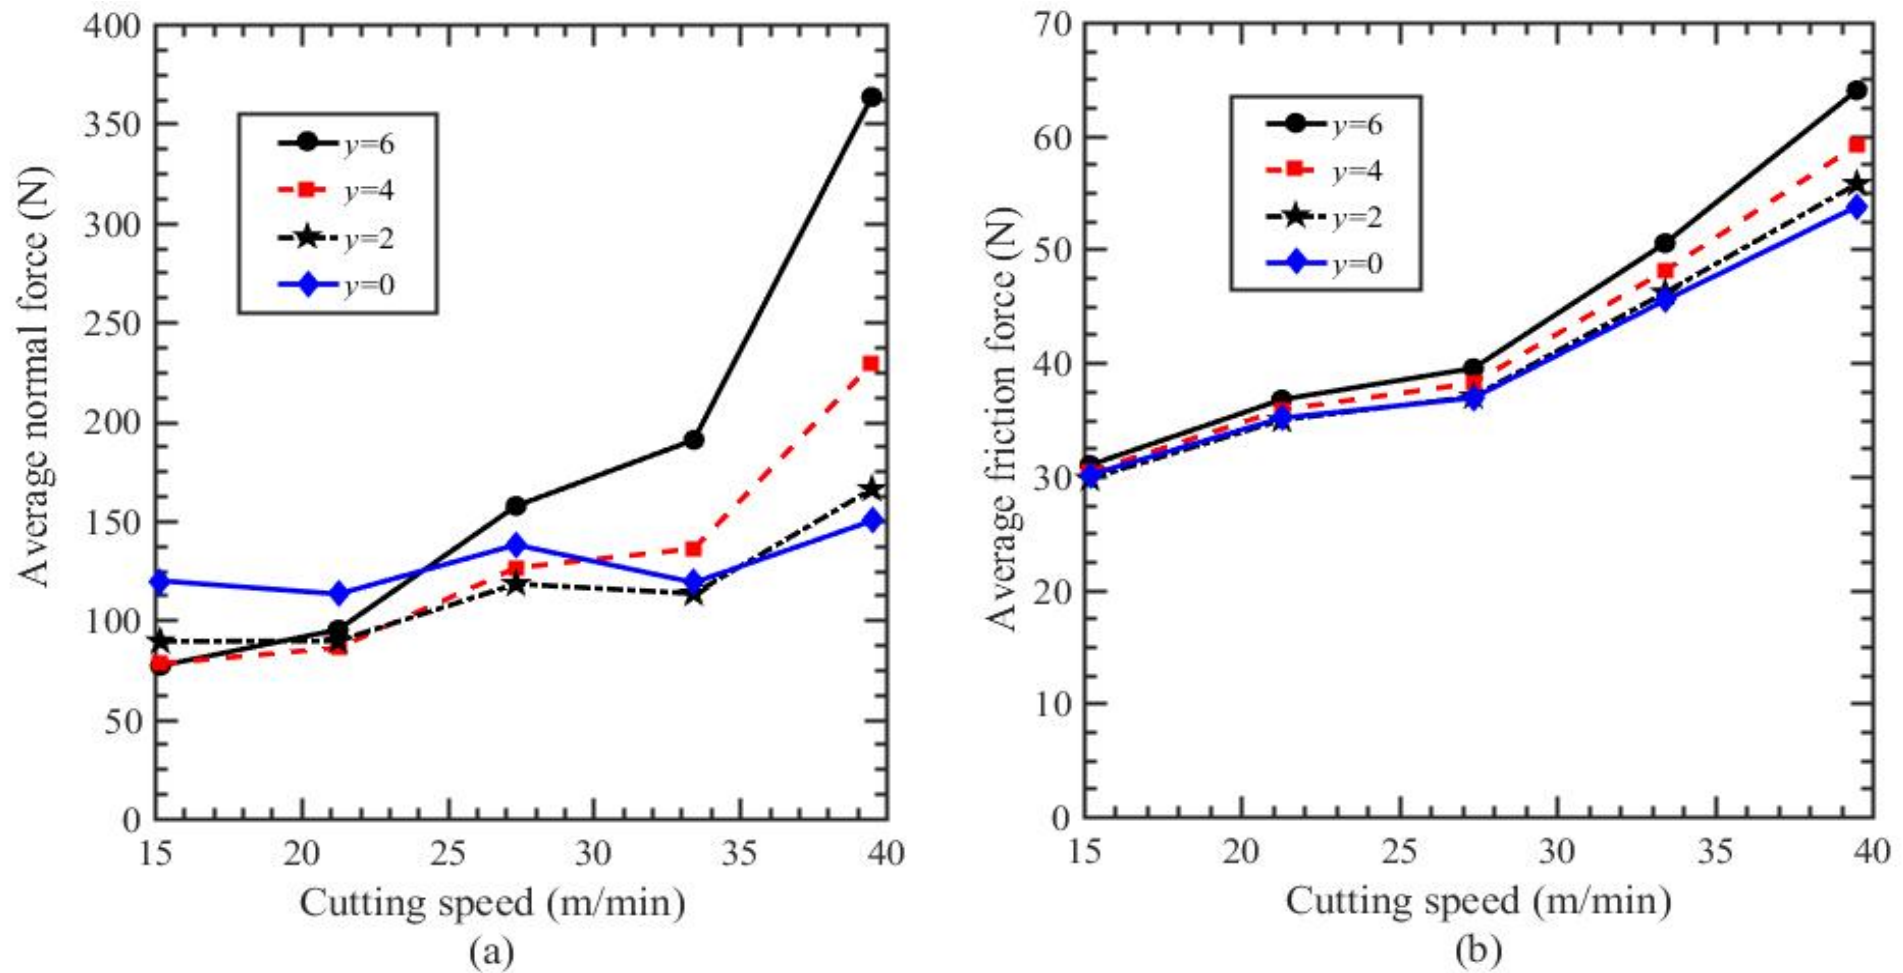 400
350
300
250
200
150
100
50
0
Average normal force (N)
y=6
y=4
y=2
y=0
15 20 25 30 35 40
Cutting speed (m/min)
(a)
70
60
50
40
30
20
10
0
Average friction force (N)
y=6
y=4
y=2
y=0
15 20 25 30 35 40
Cutting speed (m/min)
(b)